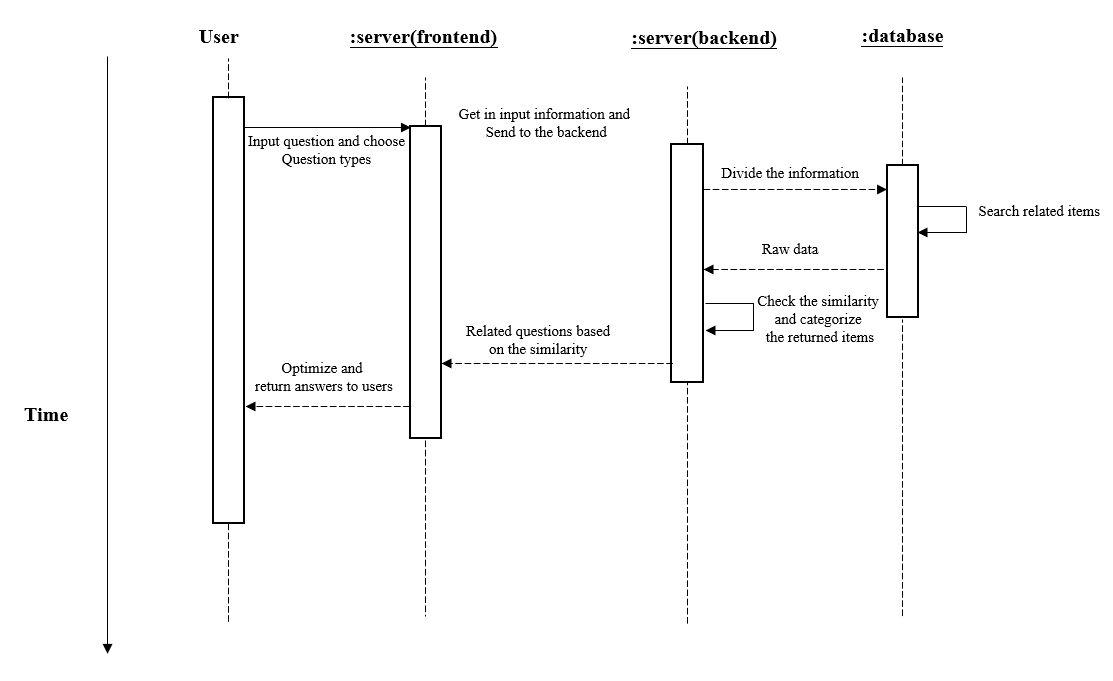 User
:server(frontend)
:server(backend)
:database
Get in input information and
Send to the backend
Input question and choose
Question types
Divide the information
Search related items
Raw data
Check the similarity
and categorize
the returned items
Related questions based
on the similarity
Optimize and
return answers to users
Time